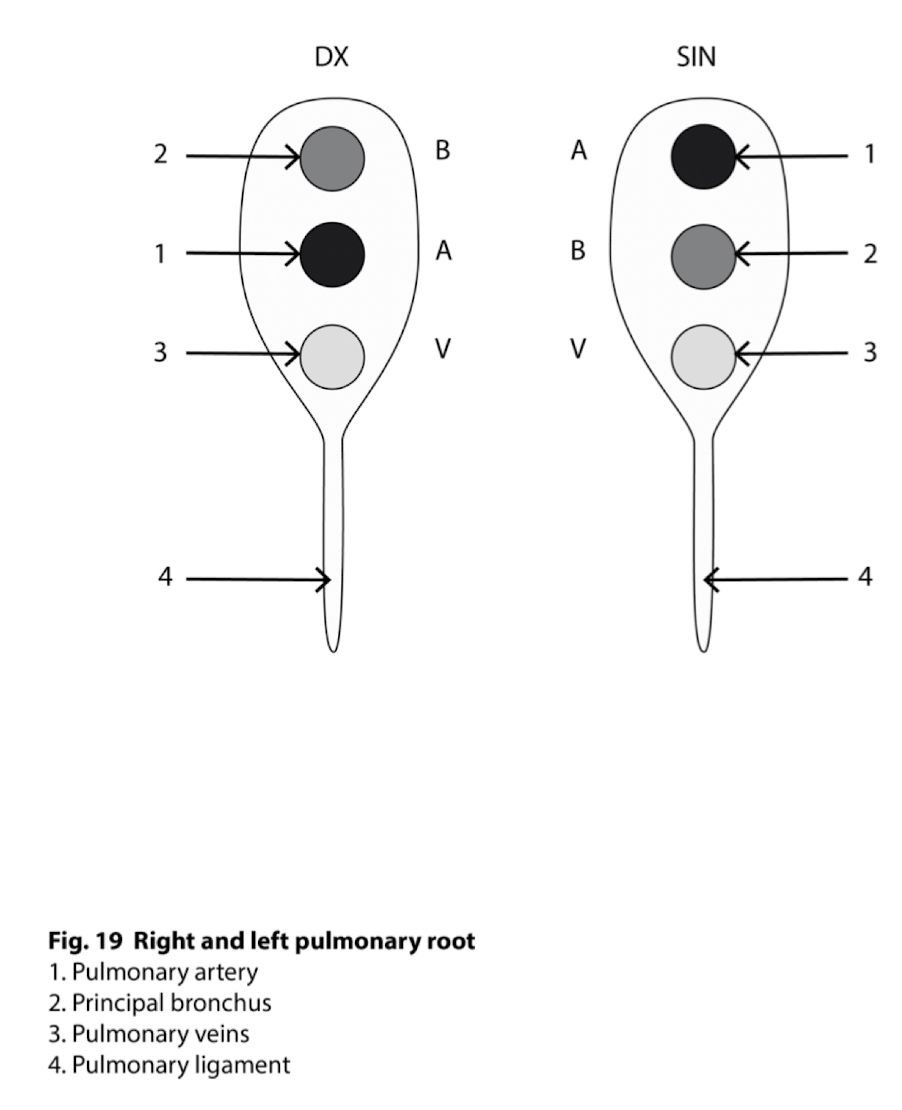 DX SIN
2 B A 1
1 A B 2
3 V V 3
4 4
Fig. 19 Right and left pulmonary root
1. Pulmonary artery
2. Principal bronchus
3. Pulmonary veins
4. Pulmonary ligament